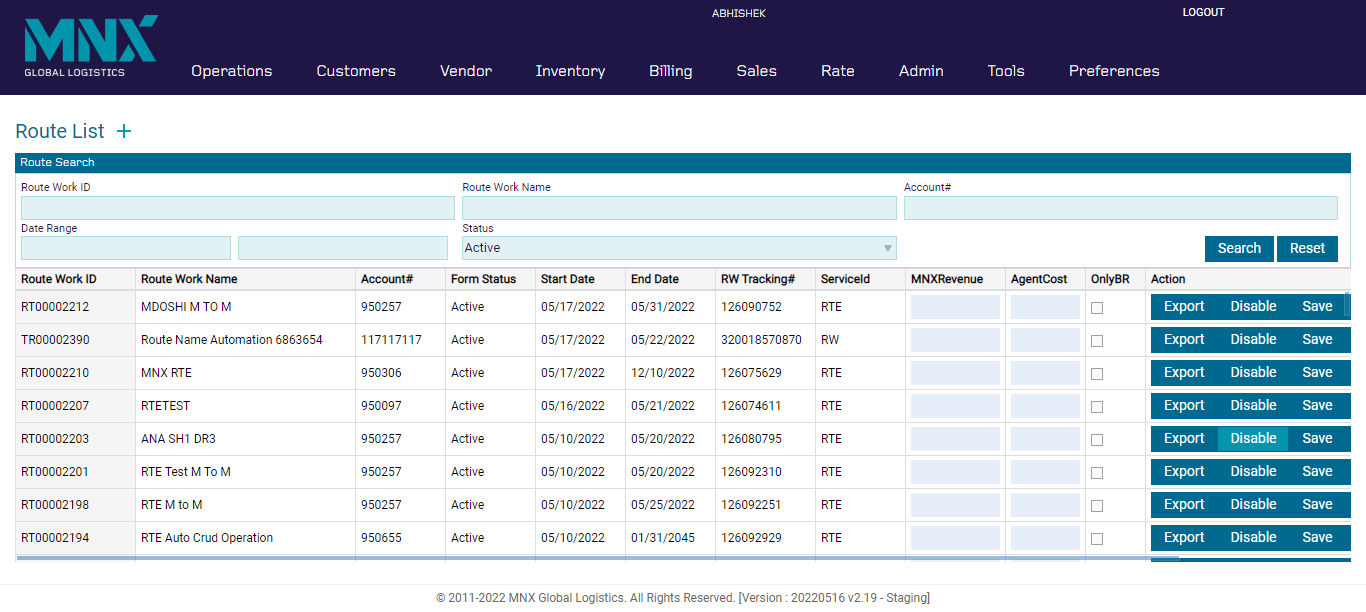 ABHISHEK LOGOUT
MNX
GLOBAL LOGISTICS
Operations Customers Vendor Inventory Billing Sales Rate Admin Tools Preferences
Route List +
Route Search
Route Work ID Route Work Name Account#
Date Range Status
Active Search Reset
Route Work ID Route Work Name Account# Form Status Start Date End Date RW Tracking# ServiceId MNXRevenue AgentCost OnlyBR Action
RT00002212 MDOSHI M TO M 950257 Active 05/17/2022 05/31/2022 126090752 RTE Export Disable Save
TR00002390 Route Name Automation 6863654 117117117 Active 05/17/2022 05/22/2022 320018570870 RW Export Disable Save
RT00002210 MNX RTE 950306 Active 05/17/2022 12/10/2022 126075629 RTE Export Disable Save
RT00002207 RTETEST 950097 Active 05/16/2022 05/21/2022 126074611 RTE Export Disable Save
RT00002203 ANA SH1 DR3 950257 Active 05/10/2022 05/20/2022 126080795 RTE Export Disable Save
RT00002201 RTE Test M To M 950257 Active 05/10/2022 05/20/2022 126092310 RTE Export Disable Save
RT00002198 RTE M to M 950257 Active 05/10/2022 05/25/2022 126092251 RTE Export Disable Save
RT00002194 RTE Auto Crud Operation 950655 Active 05/10/2022 01/31/2045 126092929 RTE Export Disable Save
© 2011-2022 MNX Global Logistics. All Rights Reserved. [Version : 20220516 v2.19 - Staging]